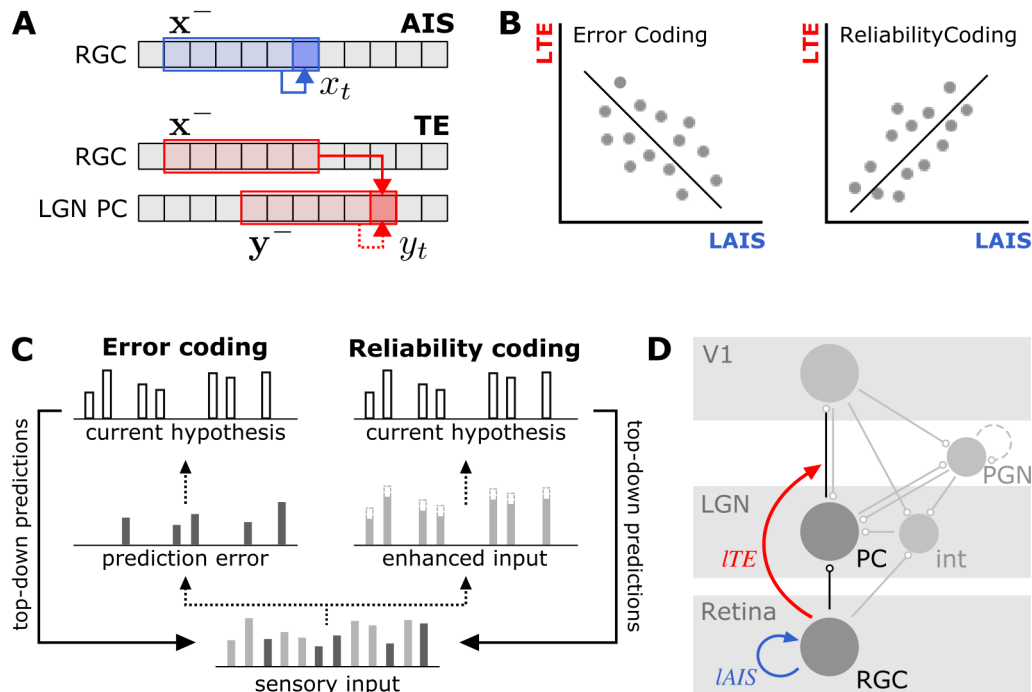 A
x⁻
AIS
RGC
x_t
x⁻
TE
RGC
LGN PC
y⁻
y_t
B
LTE
Error Coding
LAIS
LTE
ReliabilityCoding
LAIS
C
Error coding
Reliability coding
current hypothesis
current hypothesis
top-down predictions
top-down predictions
prediction error
enhanced input
sensory input
D
V1
PGN
LGN
PC
int
lTE
Retina
lAIS
RGC